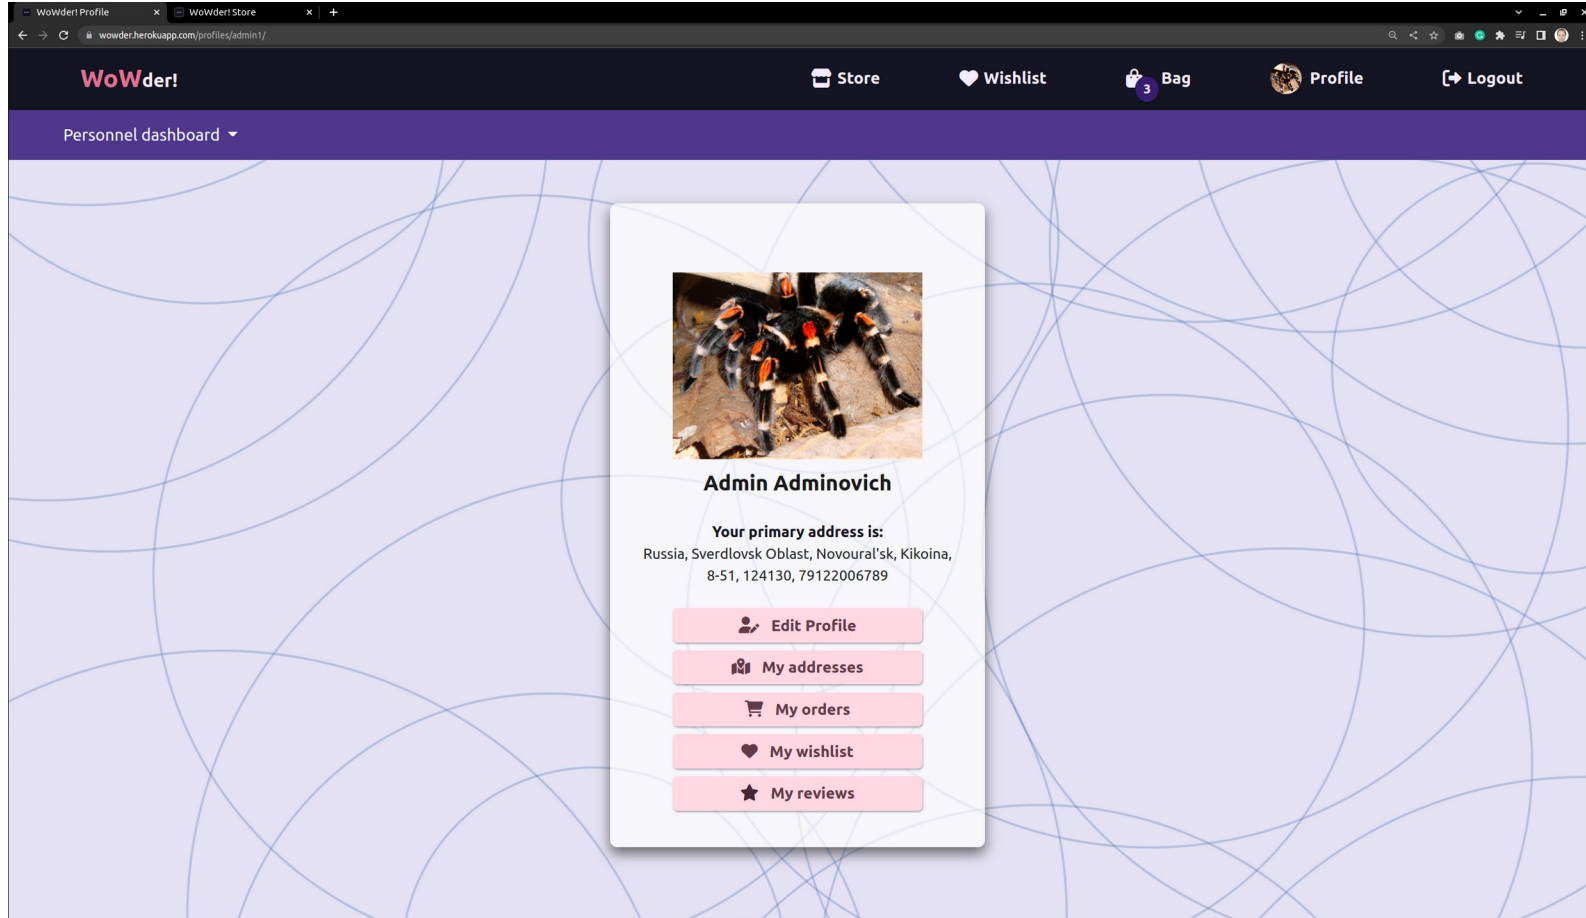 WoWder! Profile
WoWder! Store
wowder.herokuapp.com/profiles/admin1/
WoWder!
Store
Wishlist
3
Bag
Profile
Logout
Personnel dashboard
Admin Adminovich
Your primary address is:
Russia, Sverdlovsk Oblast, Novoural'sk, Kikoina,
8-51, 124130, 79122006789
Edit Profile
My addresses
My orders
My wishlist
My reviews